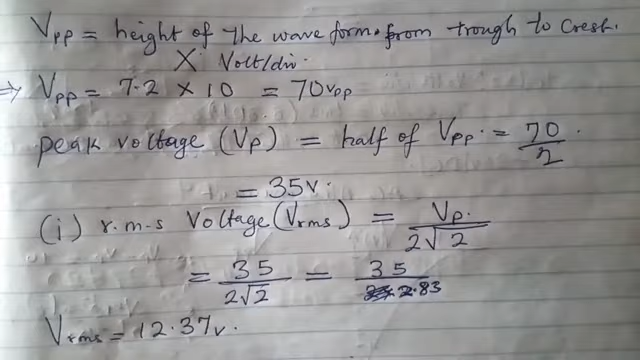 Vpp = height of the wave form. from trough to crest.
X Volt/div.
⇒ Vpp = 7.2 × 10 = 70Vpp
peak voltage (Vp) = half of Vpp. = 70/2
= 35v.
(i) r.m.s Voltage (Vrms) = Vp./2√2
= 35/2√2 = 35/2.83
Vrms = 12.37v.